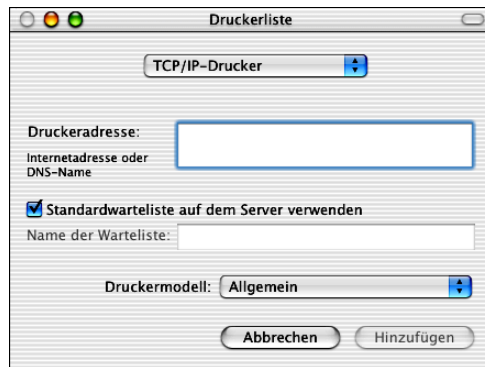 Druckerliste
TCP/IP-Drucker
Druckeradresse:
Internetadresse oder
DNS-Name
Standardwarteliste auf dem Server verwenden
Name der Warteliste:
Druckermodell: Allgemein
Abbrechen Hinzufügen